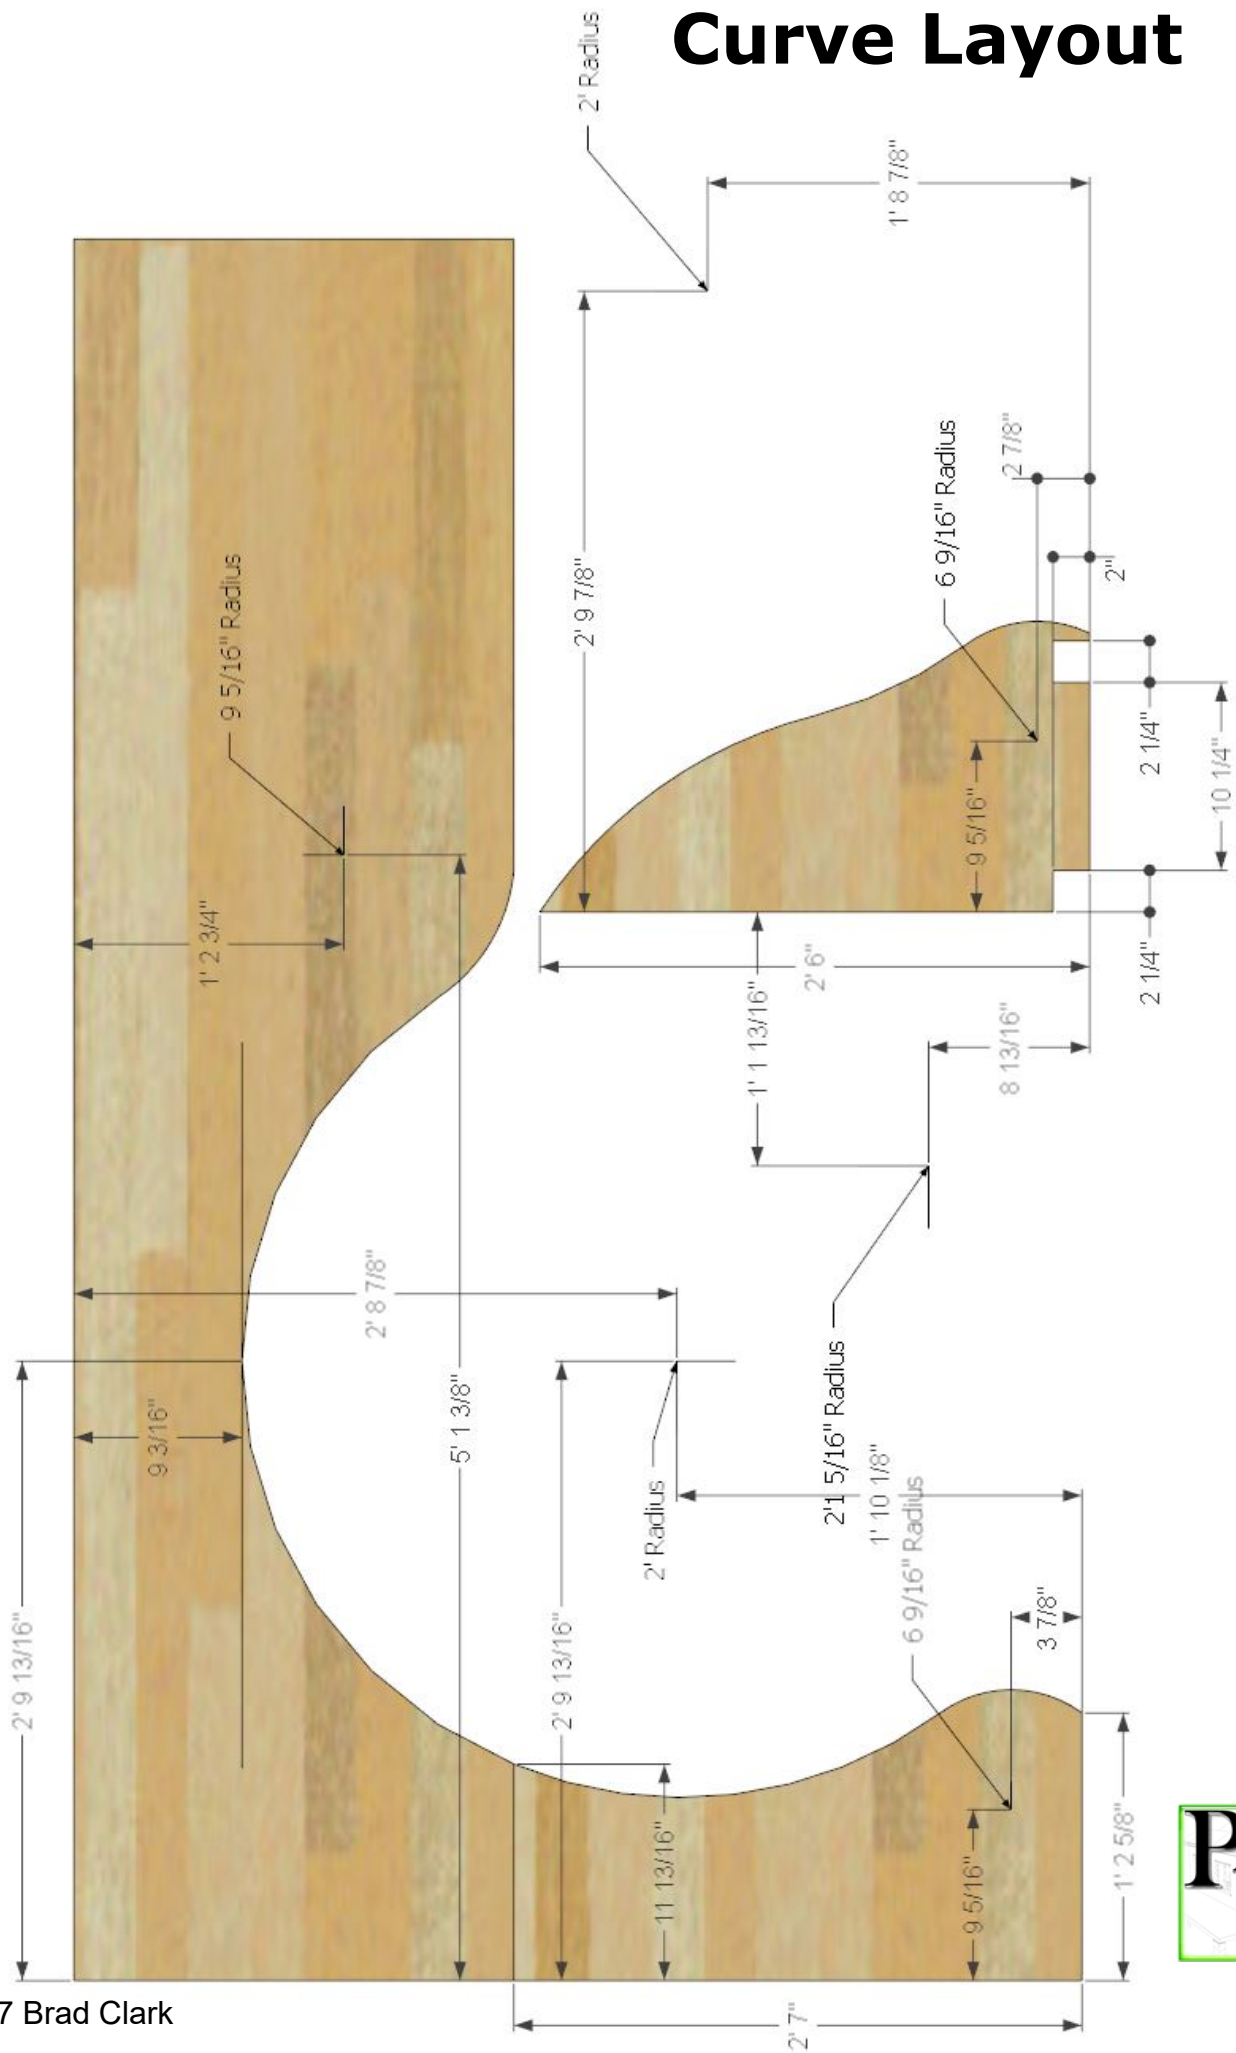 Curve Layout
2' Radius
1' 8 7/8"
2' 9 7/8"
6 9/16" Radius
2 7/8"
2"
9 5/16" Radius
1' 2 3/4"
9 5/16"
2 1/4"
10 1/4"
2 1/4"
2' 6"
1' 1 13/16"
8 13/16"
2' 8 7/8"
9 3/16"
5' 1 3/8"
2'1 5/16" Radius
1' 10 1/8"
2' Radius
6 9/16" Radius
2' 9 13/16"
2' 9 13/16"
3 7/8"
11 13/16"
9 5/16"
1' 2 5/8"
P
7 Brad Clark
2' 7"